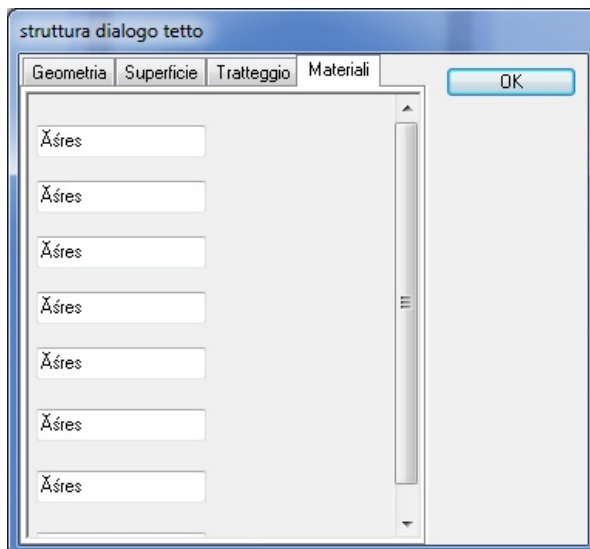 struttura dialogo tetto
Geometria Superficie Tratteggio Materiali
OK
Ăśres
Ăśres
Ăśres
Ăśres
Ăśres
Ăśres
Ăśres